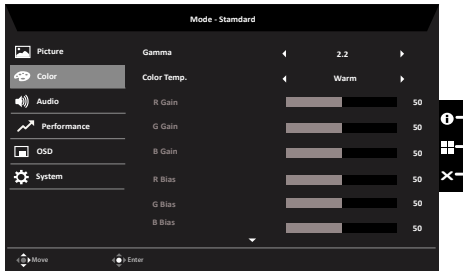 Mode - Standard
Picture
Gamma 2.2
Color
Color Temp. Warm
Audio
R Gain 50
Performance
G Gain 50
OSD
B Gain 50
System
R Bias 50
G Bias 50
B Bias 50
Move Enter